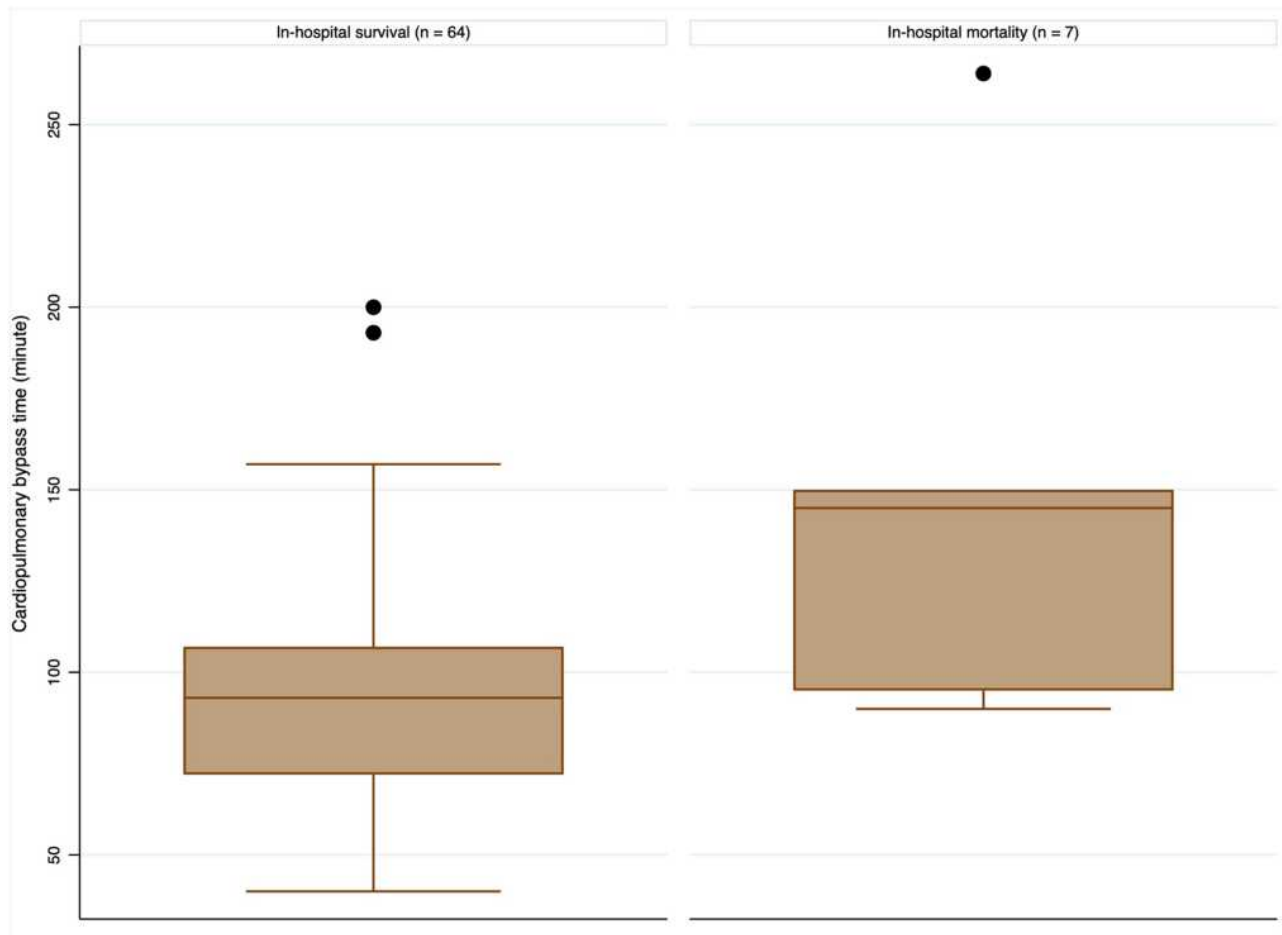 In-hospital survival (n = 64)
In-hospital mortality (n = 7)
Cardiopulmonary bypass time (minute)
250
200
150
100
50